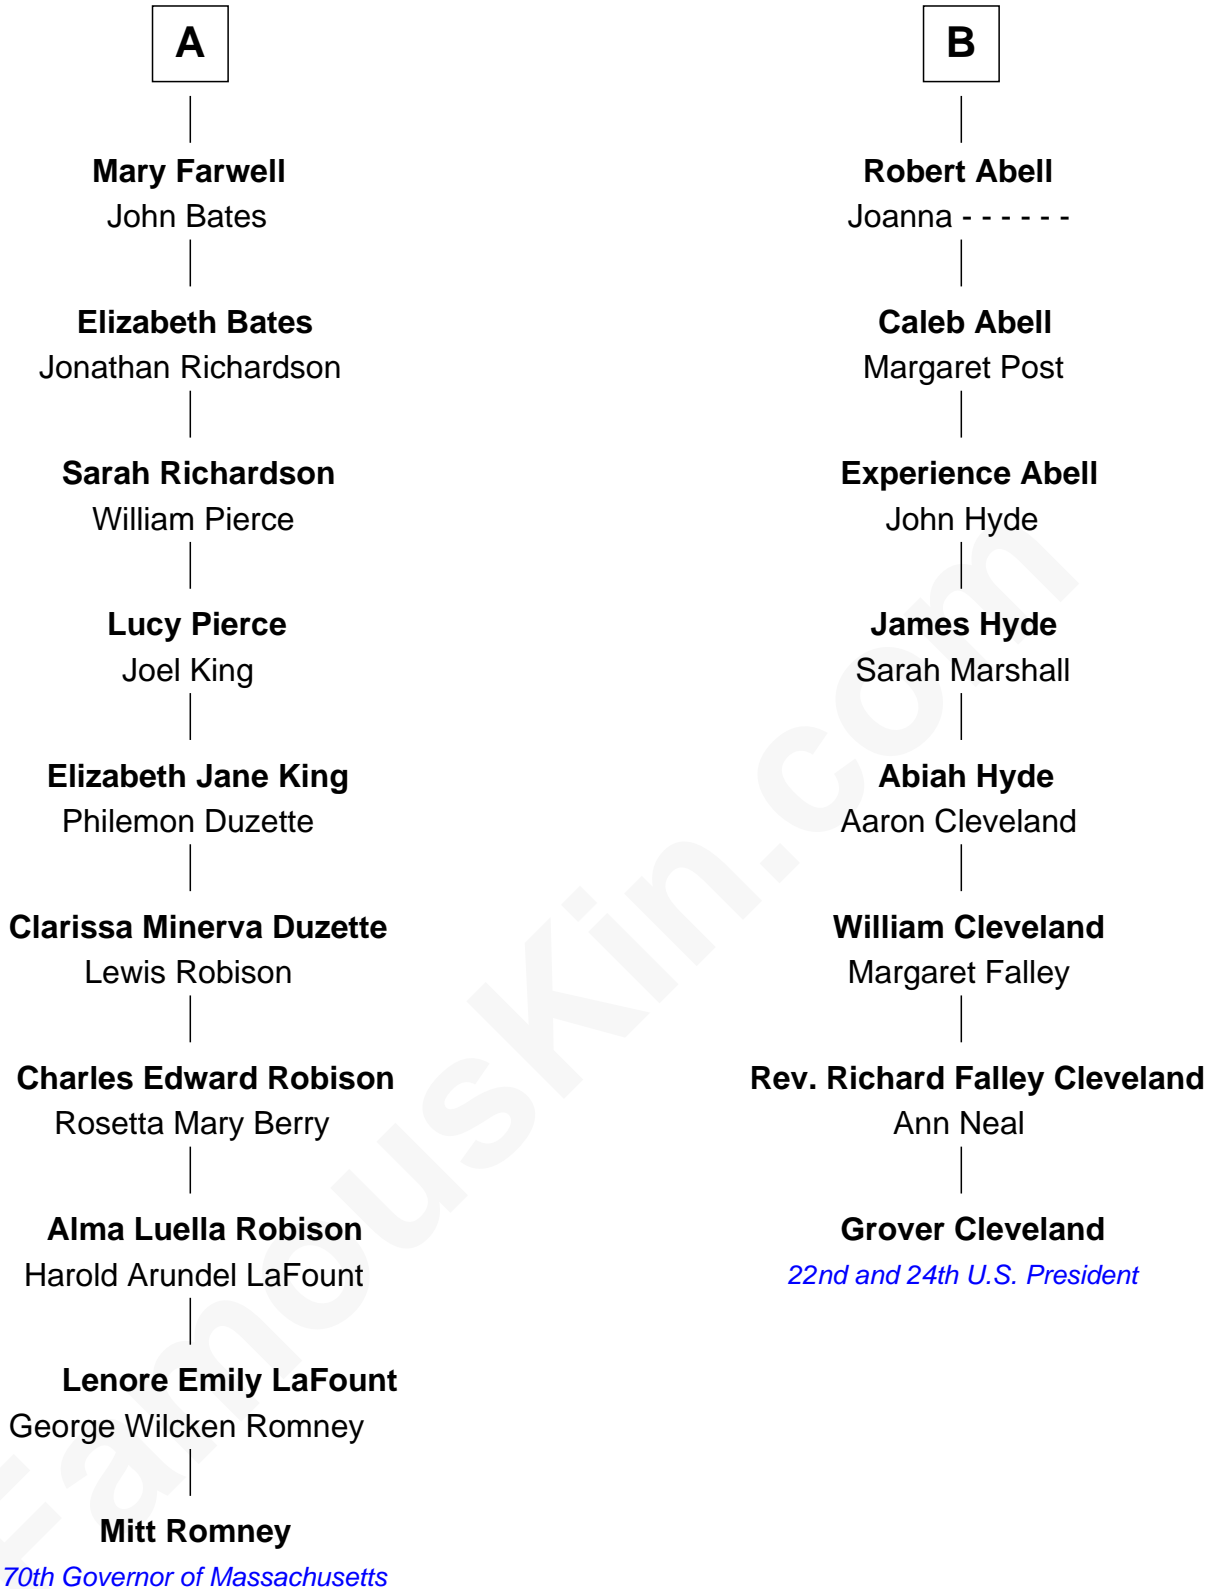 A
Mary Farwell
John Bates
Elizabeth Bates
Jonathan Richardson
Sarah Richardson
William Pierce
Lucy Pierce
Joel King
Elizabeth Jane King
Philemon Duzette
Clarissa Minerva Duzette
Lewis Robison
Charles Edward Robison
Rosetta Mary Berry
Alma Luella Robison
Harold Arundel LaFount
Lenore Emily LaFount
George Wilcken Romney
Mitt Romney
70th Governor of Massachusetts
B
Robert Abell
Joanna - - - - - -
Caleb Abell
Margaret Post
Experience Abell
John Hyde
James Hyde
Sarah Marshall
Abiah Hyde
Aaron Cleveland
William Cleveland
Margaret Falley
Rev. Richard Falley Cleveland
Ann Neal
Grover Cleveland
22nd and 24th U.S. President
FamousKin.com